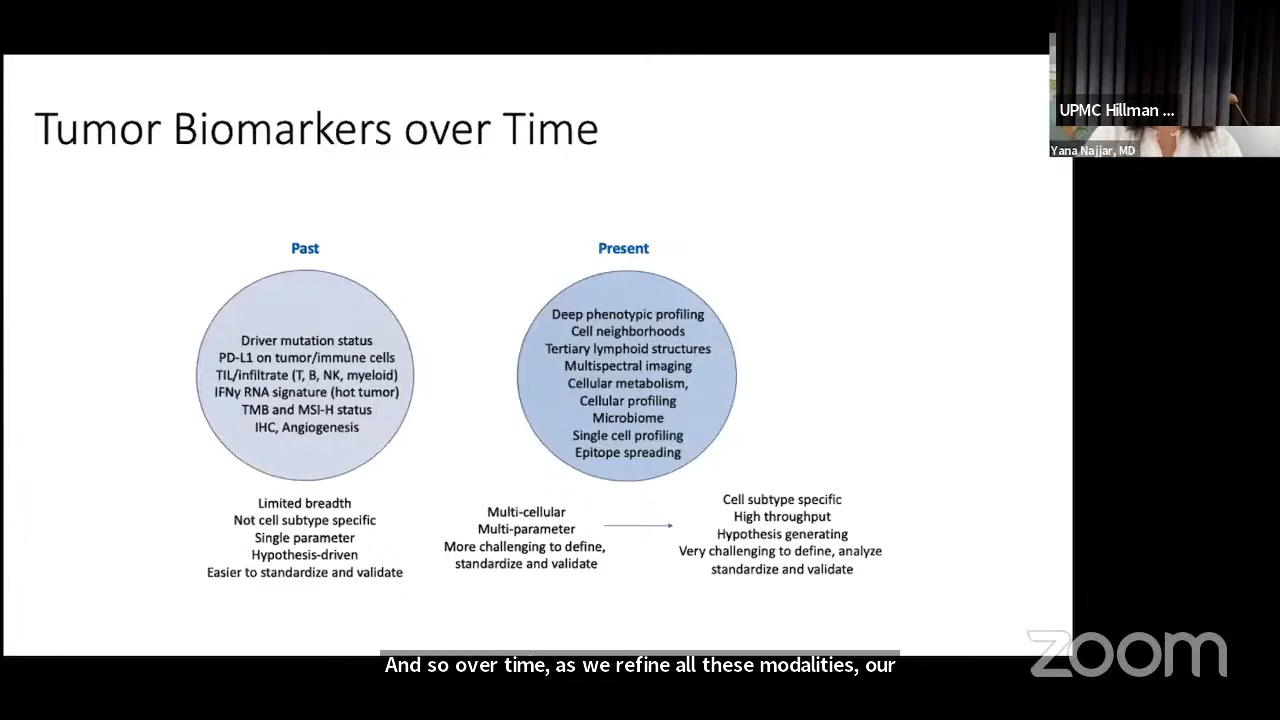 Tumor Biomarkers over Time
UPMC Hillman ...
Yana Najjar, MD
Past
Driver mutation status
PD-L1 on tumor/immune cells
TIL/infiltrate (T, B, NK, myeloid)
IFNγ RNA signature (hot tumor)
TMB and MSI-H status
IHC, Angiogenesis
Limited breadth
Not cell subtype specific
Single parameter
Hypothesis-driven
Easier to standardize and validate
Present
Deep phenotypic profiling
Cell neighborhoods
Tertiary lymphoid structures
Multispectral imaging
Cellular metabolism,
Cellular profiling
Microbiome
Single cell profiling
Epitope spreading
Multi-cellular
Multi-parameter
More challenging to define,
standardize and validate
Cell subtype specific
High throughput
Hypothesis generating
Very challenging to define, analyze
standardize and validate
And so over time, as we refine all these modalities, our
zoom